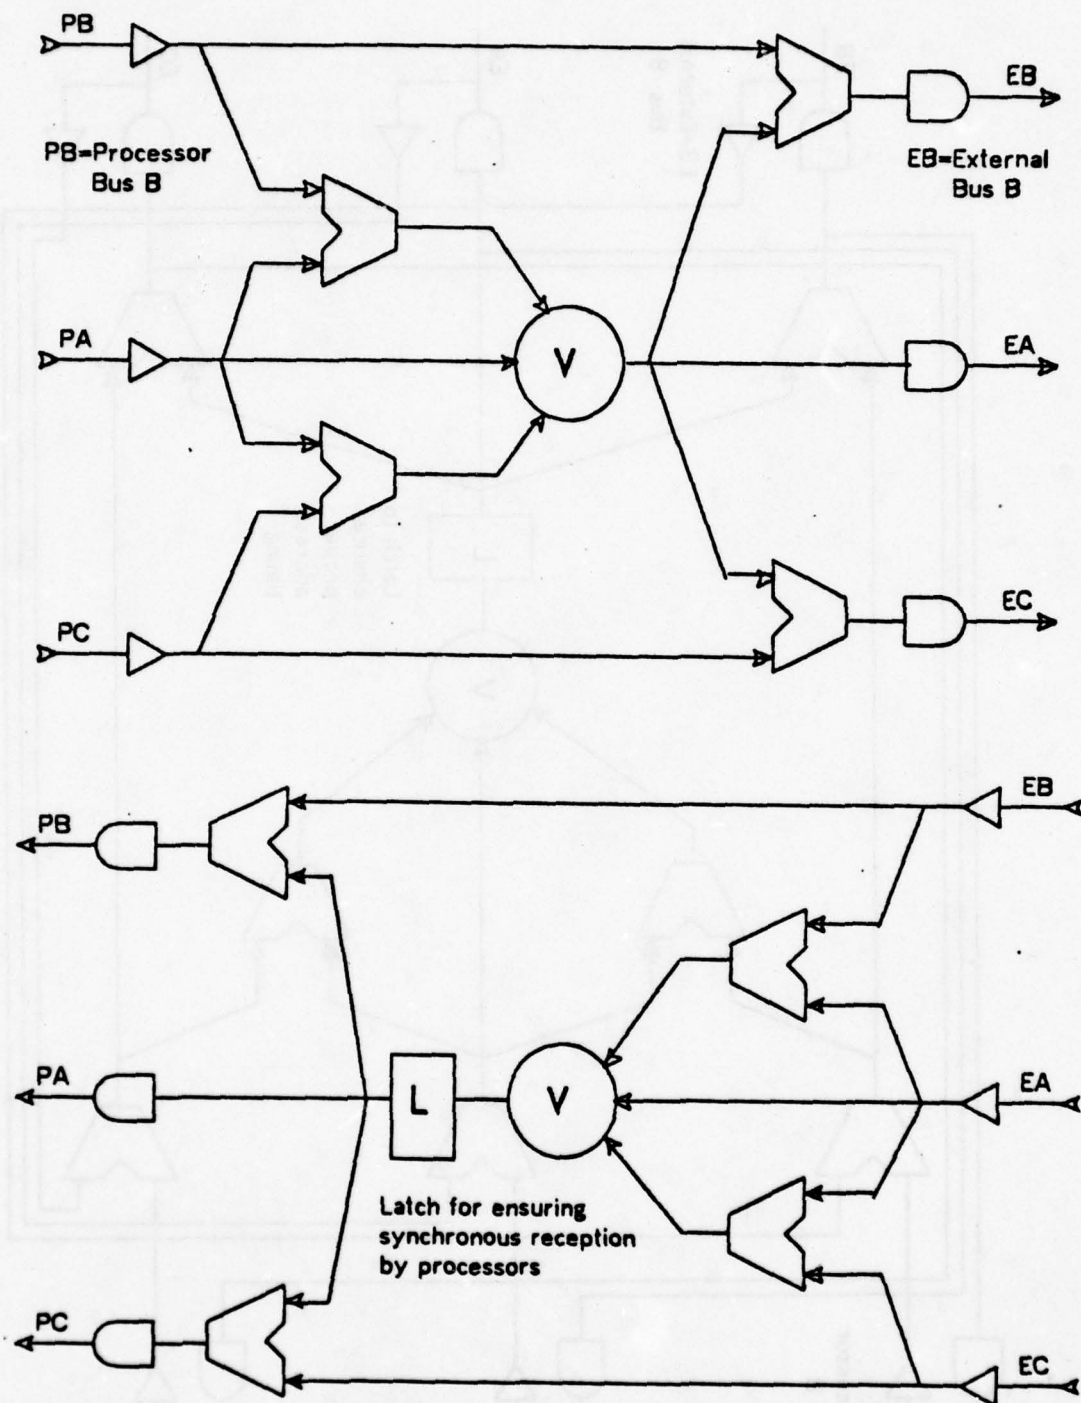 PB
EB
PB=Processor
Bus B
EB=External
Bus B
PA
V
EA
PC
EC
PB
EB
PA
L
V
EA
Latch for ensuring
synchronous reception
by processors
PC
EC